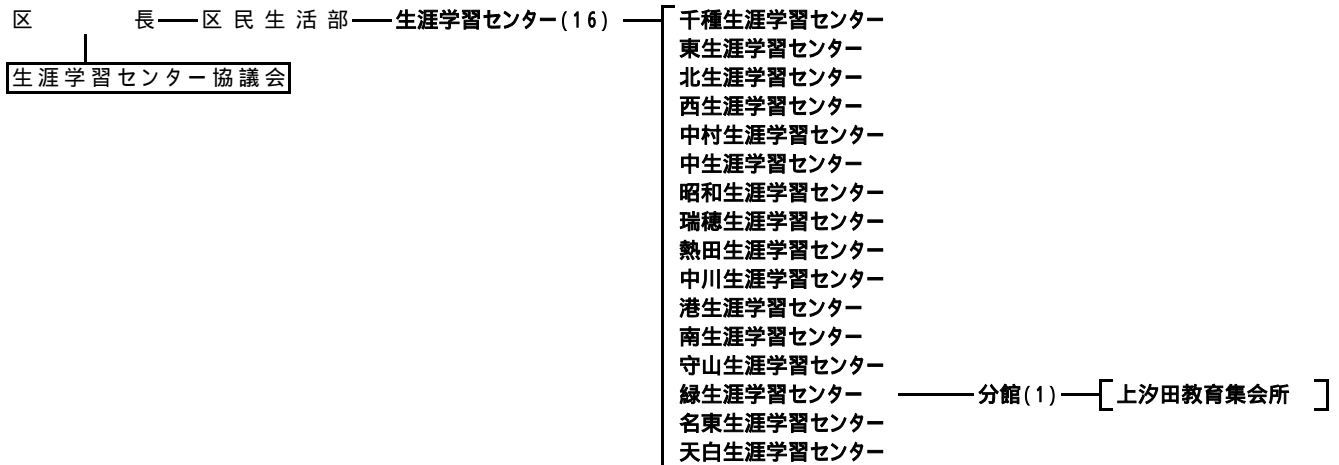 区長 区民生活部 生涯学習センター(16) 千種生涯学習センター
東生涯学習センター
生涯学習センター協議会 北生涯学習センター
西生涯学習センター
中村生涯学習センター
中生涯学習センター
昭和生涯学習センター
瑞穂生涯学習センター
熱田生涯学習センター
中川生涯学習センター
港生涯学習センター
南生涯学習センター
守山生涯学習センター
緑生涯学習センター 分館(1) 上汐田教育集会所
名東生涯学習センター
天白生涯学習センター